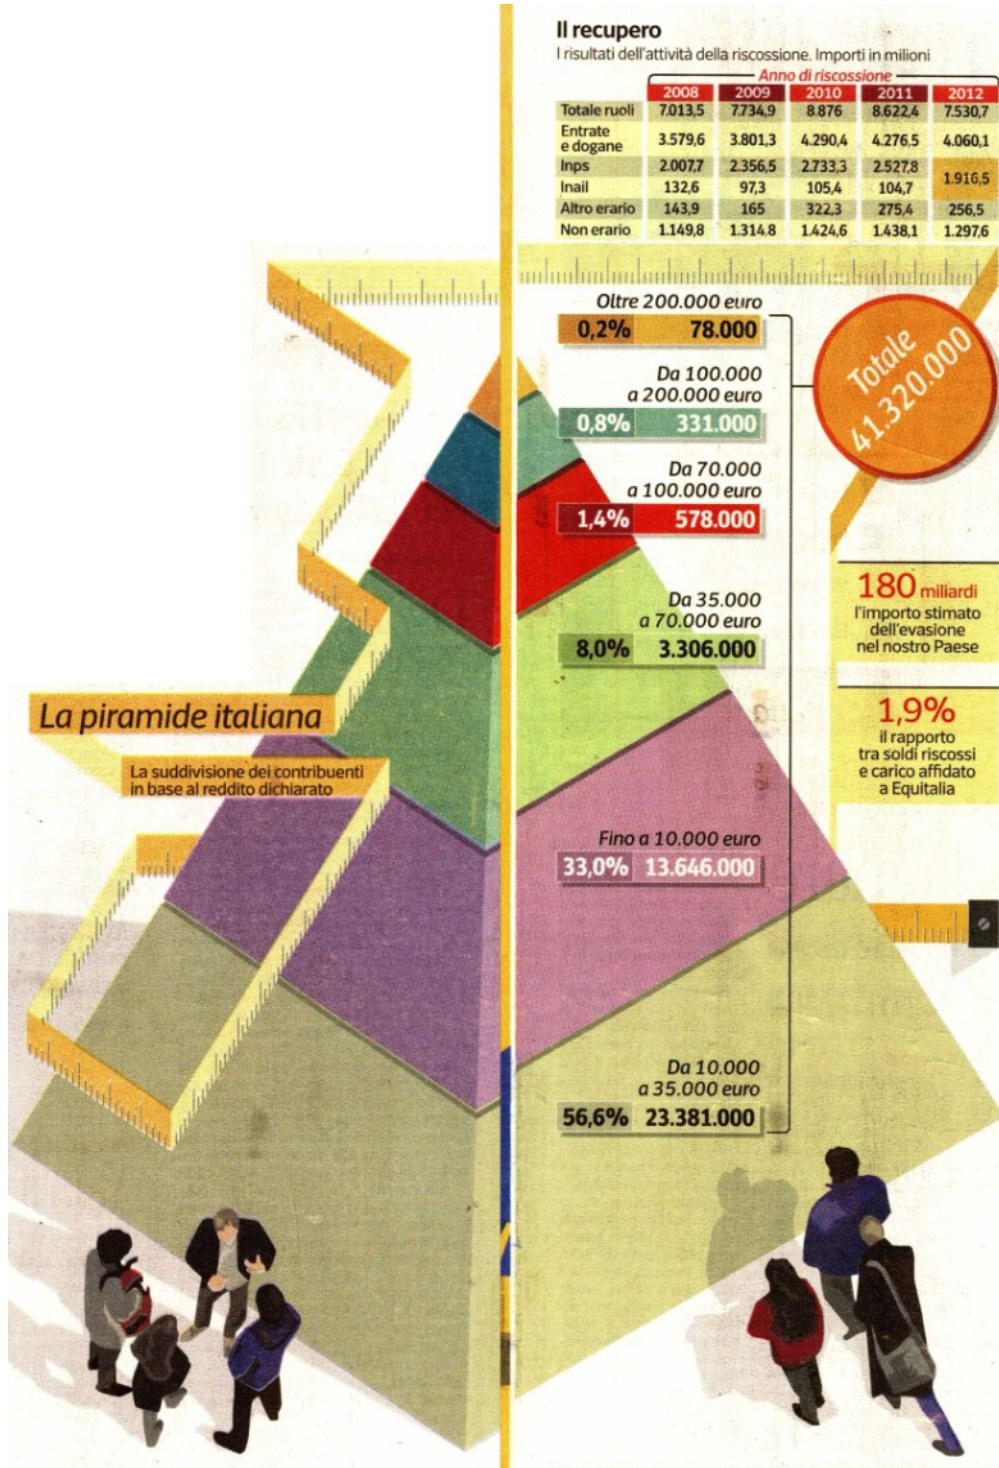 Il recupero
I risultati dell'attività della riscossione. Importi in milioni
Anno di riscossione
2008 2009 2010 2011 2012
Totale ruoli 7.013,5 7.734,9 8.876 8.622,4 7.530,7
Entrate
e dogane 3.579,6 3.801,3 4.290,4 4.276,5 4.060,1
Inps 2.007,7 2.356,5 2.733,3 2.527,8
1.916,5
Inail 132,6 97,3 105,4 104,7
Altro erario 143,9 165 322,3 275,4 256,5
Non erario 1.149,8 1.314,8 1.424,6 1.438,1 1.297,6
Oltre 200.000 euro
0,2% 78.000
Totale
41.320.000
Da 100.000
a 200.000 euro
0,8% 331.000
Da 70.000
a 100.000 euro
1,4% 578.000
180 miliardi
l'importo stimato
dell'evasione
nel nostro Paese
Da 35.000
a 70.000 euro
8,0% 3.306.000
La piramide italiana
La suddivisione dei contribuenti
in base al reddito dichiarato
1,9%
il rapporto
tra soldi riscossi
e carico affidato
a Equitalia
Fino a 10.000 euro
33,0% 13.646.000
Da 10.000
a 35.000 euro
56,6% 23.381.000